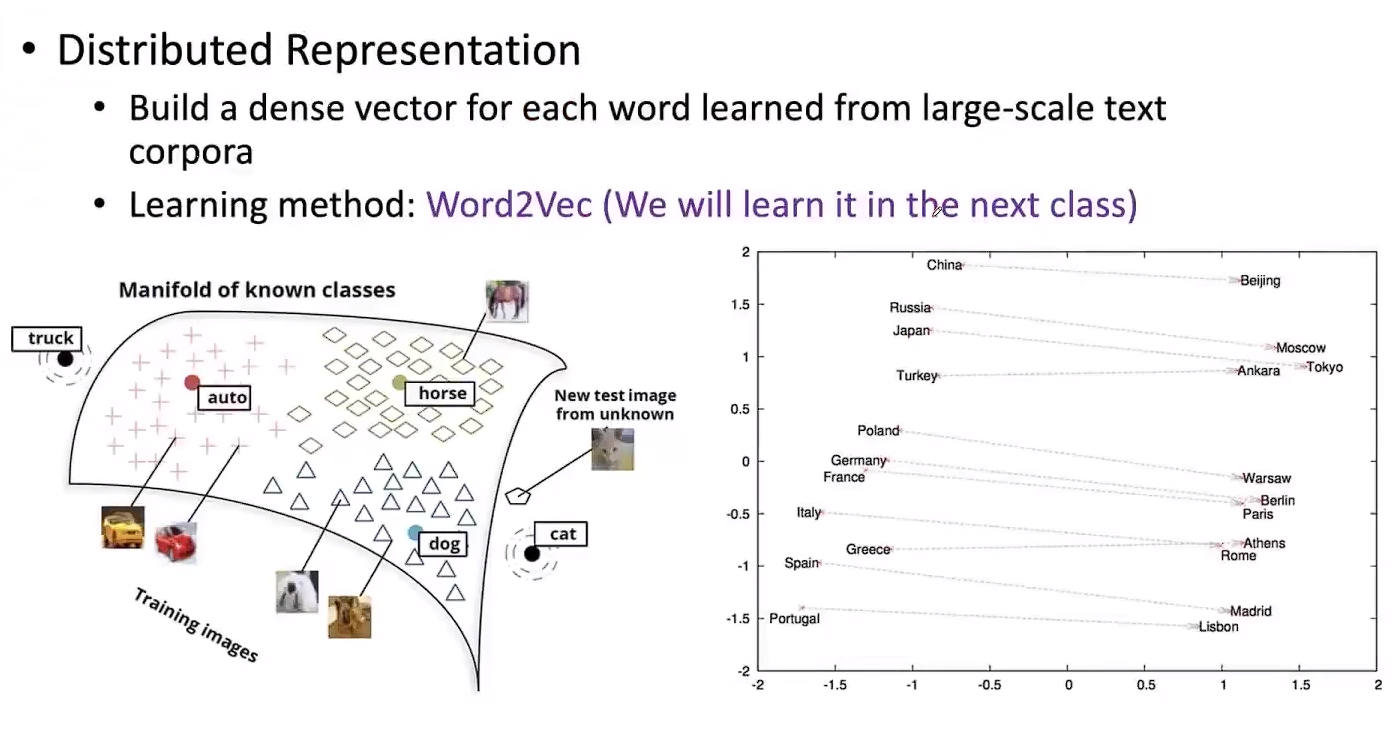 • Distributed Representation
• Build a dense vector for each word learned from large-scale text
corpora
• Learning method: Word2Vec (We will learn it in the next class)
Manifold of known classes
truck
auto
horse
New test image
from unknown
cat
dog
Training images
2
1.5
1
0.5
0
-0.5
-1
-1.5
-2
-2
-1.5
-1
-0.5
0
0.5
1
1.5
2
China
Beijing
Russia
Moscow
Japan
Tokyo
Turkey
Ankara
Poland
Warsaw
Germany
Berlin
France
Paris
Italy
Rome
Greece
Athens
Spain
Madrid
Portugal
Lisbon